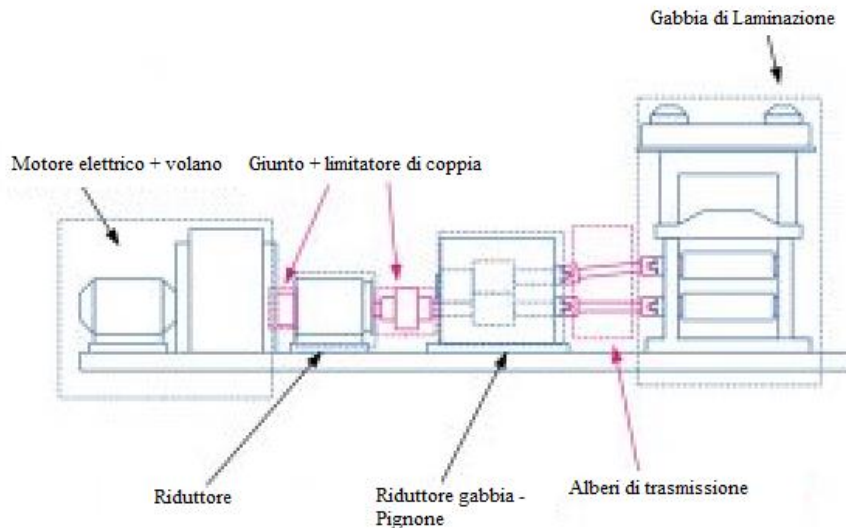 Gabbia di Laminazione
Motore elettrico + volano
Giunto + limitatore di coppia
Riduttore
Riduttore gabbia -
Pignone
Alberi di trasmissione